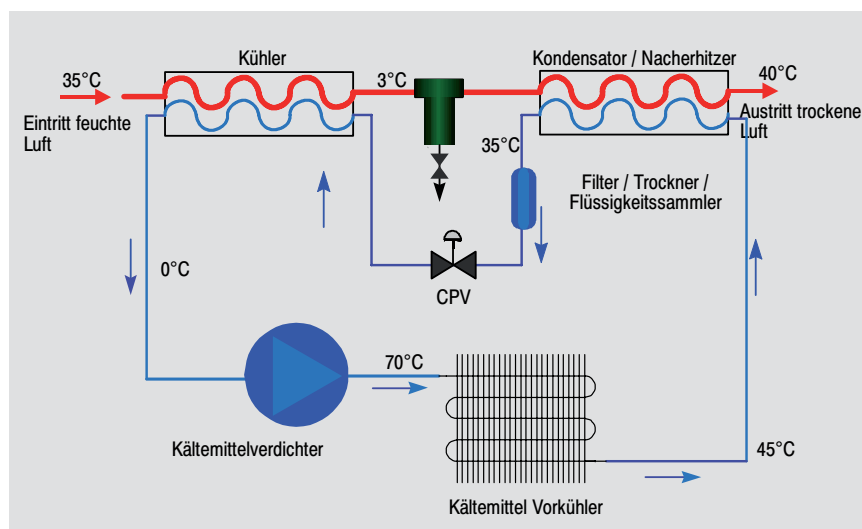 Kühler
Kondensator / Nacherhitzer
35°C
3°C
40°C
Eintritt feuchte
Luft
Austritt trockene
Luft
35°C
Filter / Trockner /
Flüssigkeitssammler
0°C
CPV
70°C
Kältemittelverdichter
45°C
Kältemittel Vorkühler